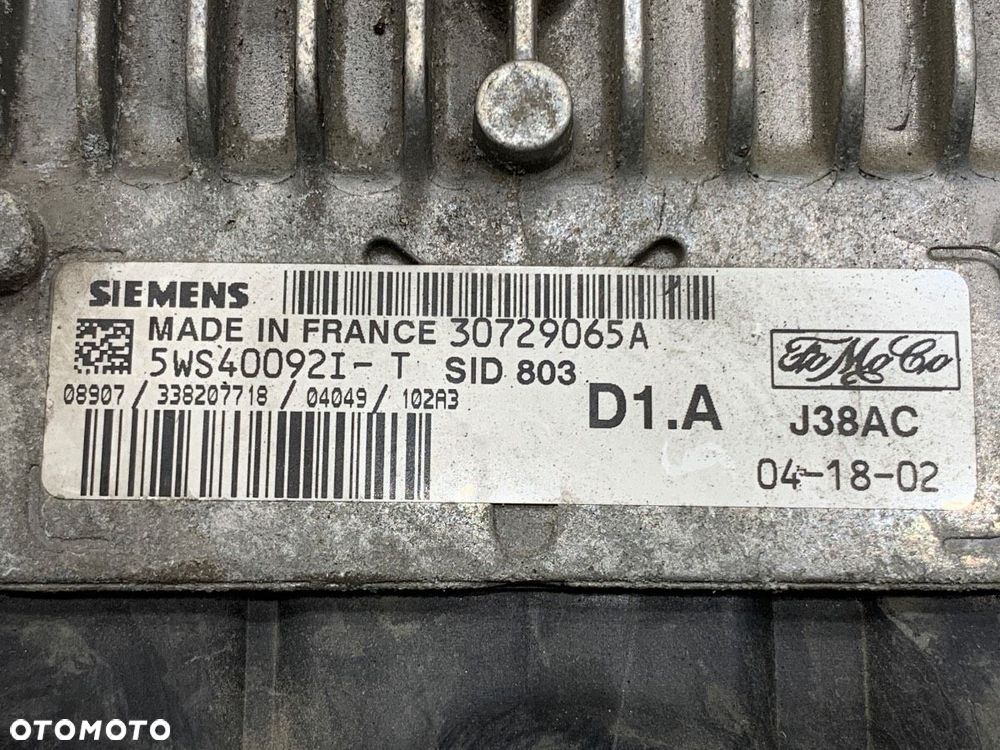 SIEMENS
MADE IN FRANCE 30729065A
5WS40092I-T SID 803
08907/338207718/04049/102A3
D1.A
FoMoCo
J38AC
04-18-02
OTOMOTO